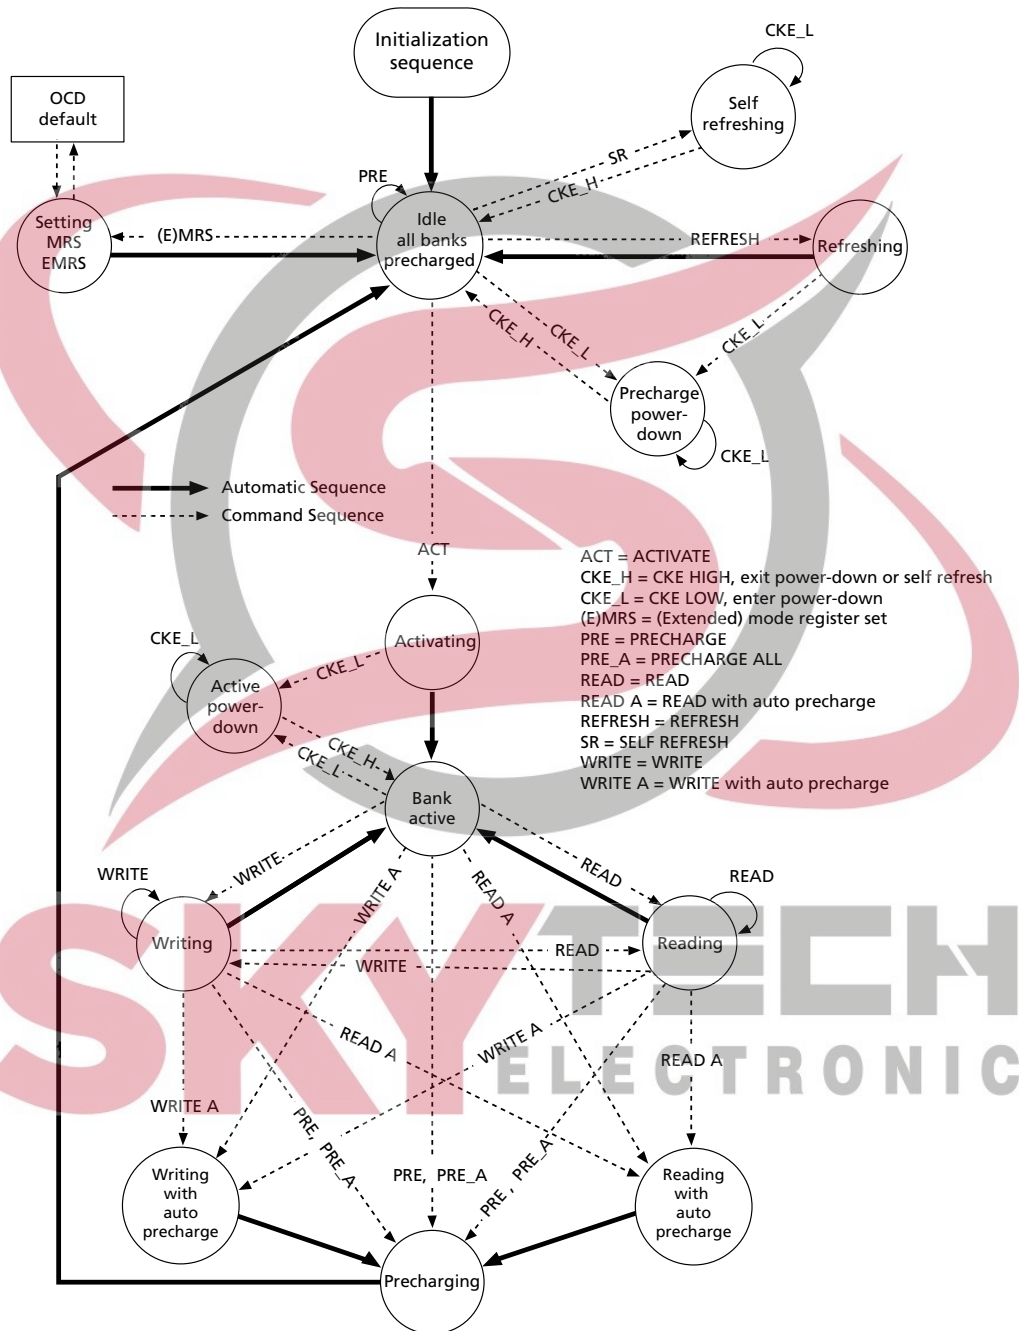 Initialization
sequence
CKE_L
OCD
default
Self
refreshing
SR
CKE_H
PRE
Setting
MRS
EMRS
(E)MRS
Idle
all banks
precharged
REFRESH
Refreshing
CKE_H
CKE_L
CKE_L
Precharge
power-
down
CKE_L
Automatic Sequence
Command Sequence
ACT
ACT = ACTIVATE
CKE_H = CKE HIGH, exit power-down or self refresh
CKE_L = CKE LOW, enter power-down
(E)MRS = (Extended) mode register set
PRE = PRECHARGE
PRE_A = PRECHARGE ALL
READ = READ
READ A = READ with auto precharge
REFRESH = REFRESH
SR = SELF REFRESH
WRITE = WRITE
WRITE A = WRITE with auto precharge
Activating
CKE_L
CKE_L
Active
power-
down
CKE_H
CKE_L
Bank
active
WRITE
READ
WRITE
READ
WRITE A
READ A
Writing
READ
WRITE
Reading
SKYTECH
ELECTRONIC
READ A
WRITE A
READ A
WRITE A
PRE, PRE_A
PRE, PRE_A
PRE, PRE_A
Writing
with
auto
precharge
Reading
with
auto
precharge
Precharging